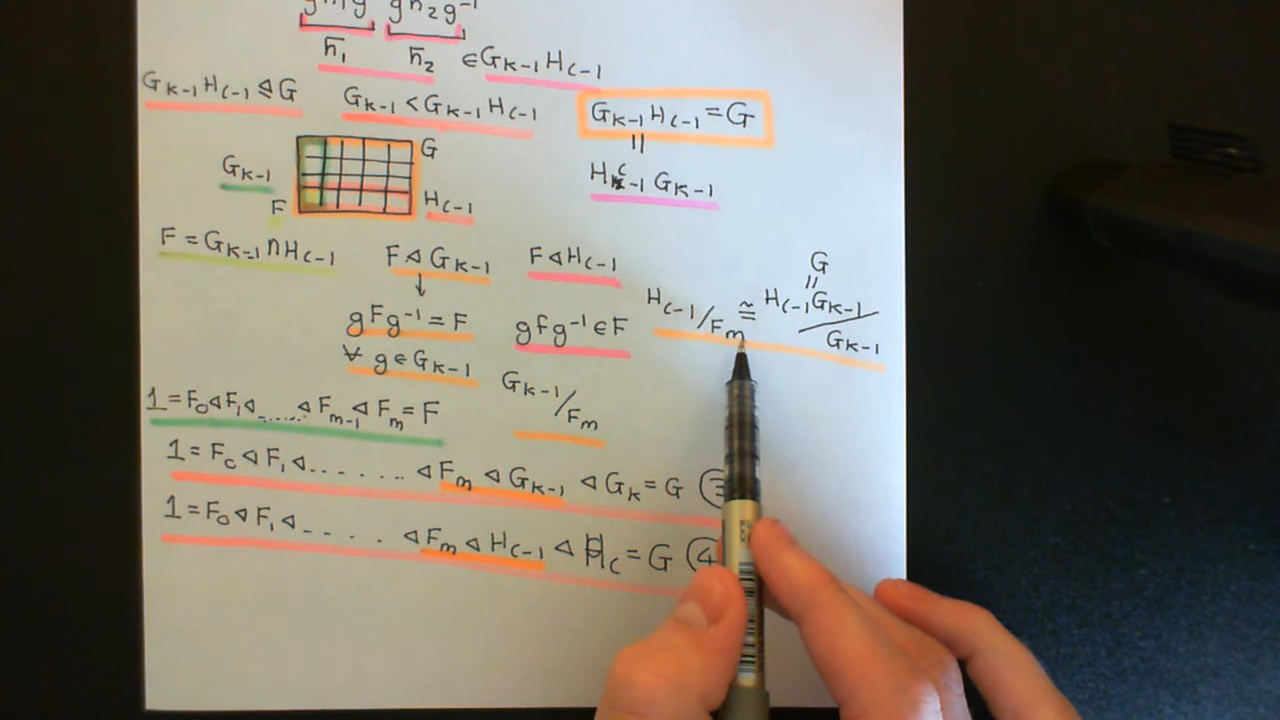 h̄₁ h̄₂ ∈ G_{K-1}H_{C-1}
G_{K-1}H_{C-1} ⊴ G G_{K-1} < G_{K-1}H_{C-1} G_{K-1}H_{C-1} = G
||
H_{C-1}G_{K-1}
G
G_{K-1}
H_{C-1}
F
F = G_{K-1} ∩ H_{C-1} F ⊲ G_{K-1} F ⊲ H_{C-1}
↓
G
||
H_{C-1}/F_m ≅ H_{C-1}G_{K-1}/G_{K-1}
gFg⁻¹ = F gfg⁻¹ ∈ F
∀ g ∈ G_{K-1} G_{K-1}/F_m
1 = F₀ ⊲ F₁ ⊲ ...... ⊲ F_{m-1} ⊲ F_m = F
1 = F₀ ⊲ F₁ ⊲ ....... ⊲ F_m ⊲ G_{K-1} ⊲ G_K = G ③
1 = F₀ ⊲ F₁ ⊲ ..... ⊲ F_m ⊲ H_{C-1} ⊲ H_C = G ④